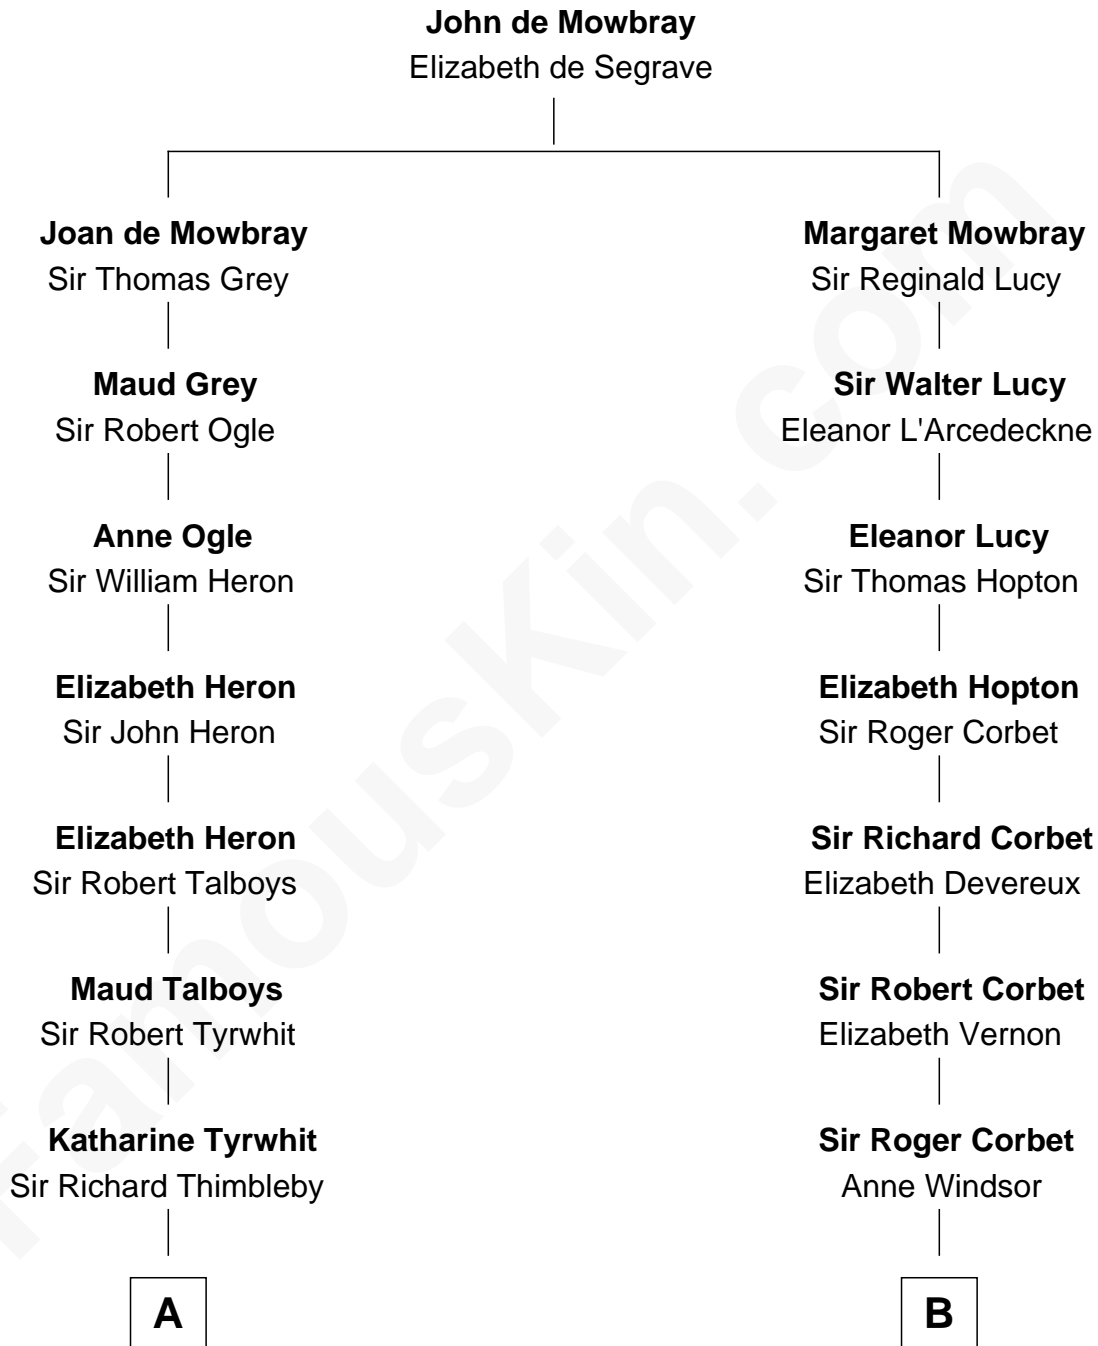 John de Mowbray
Elizabeth de Segrave
Joan de Mowbray
Sir Thomas Grey
Maud Grey
Sir Robert Ogle
Anne Ogle
Sir William Heron
Elizabeth Heron
Sir John Heron
Elizabeth Heron
Sir Robert Talboys
Maud Talboys
Sir Robert Tyrwhit
Katharine Tyrwhit
Sir Richard Thimbleby
A
Margaret Mowbray
Sir Reginald Lucy
Sir Walter Lucy
Eleanor L'Arcedeckne
Eleanor Lucy
Sir Thomas Hopton
Elizabeth Hopton
Sir Roger Corbet
Sir Richard Corbet
Elizabeth Devereux
Sir Robert Corbet
Elizabeth Vernon
Sir Roger Corbet
Anne Windsor
B
FamousKin.com